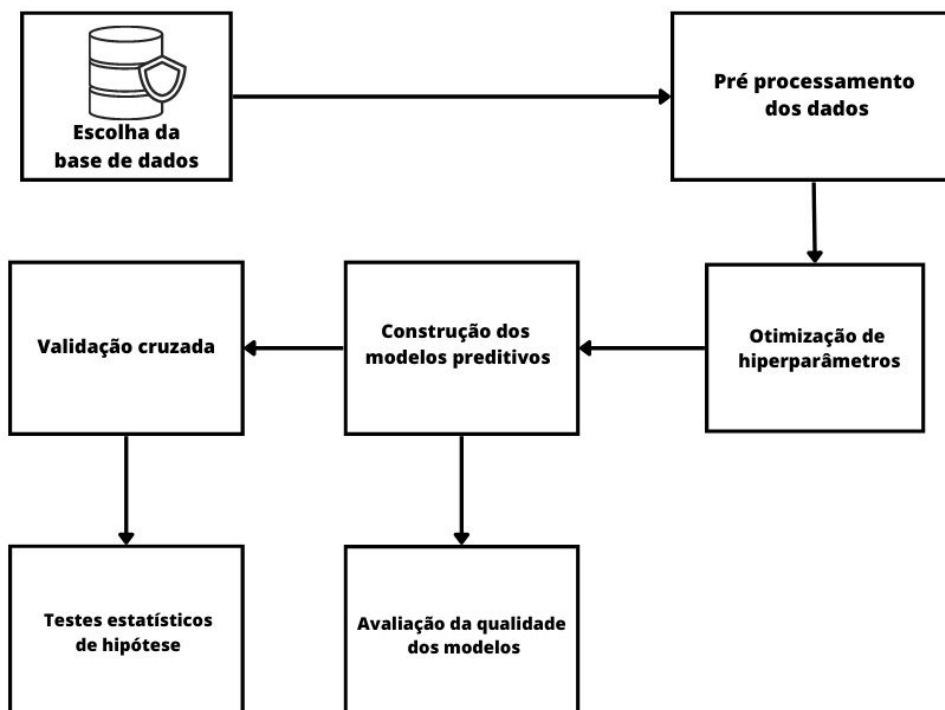 Escolha da
base de dados
Pré processamento
dos dados
Validação cruzada
Construção dos
modelos preditivos
Otimização de
hiperparâmetros
Testes estatísticos
de hipótese
Avaliação da qualidade
dos modelos